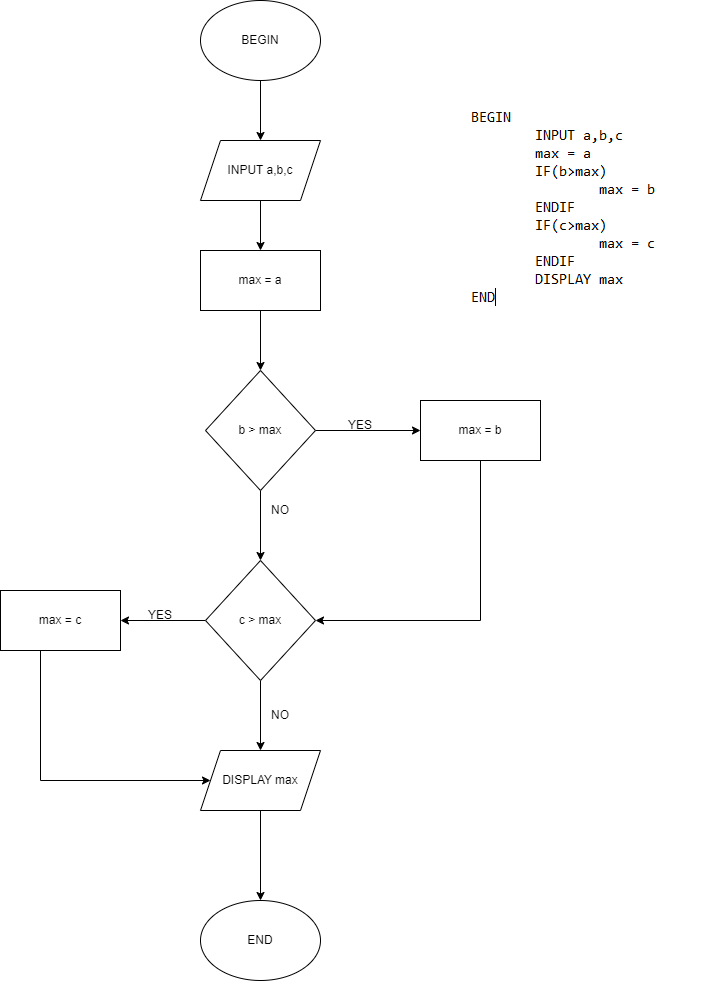 BEGIN
INPUT a,b,c
max = a
b > max
YES
max = b
NO
c > max
YES
max = c
NO
DISPLAY max
END
BEGIN
INPUT a,b,c
max = a
IF(b>max)
max = b
ENDIF
IF(c>max)
max = c
ENDIF
DISPLAY max
END